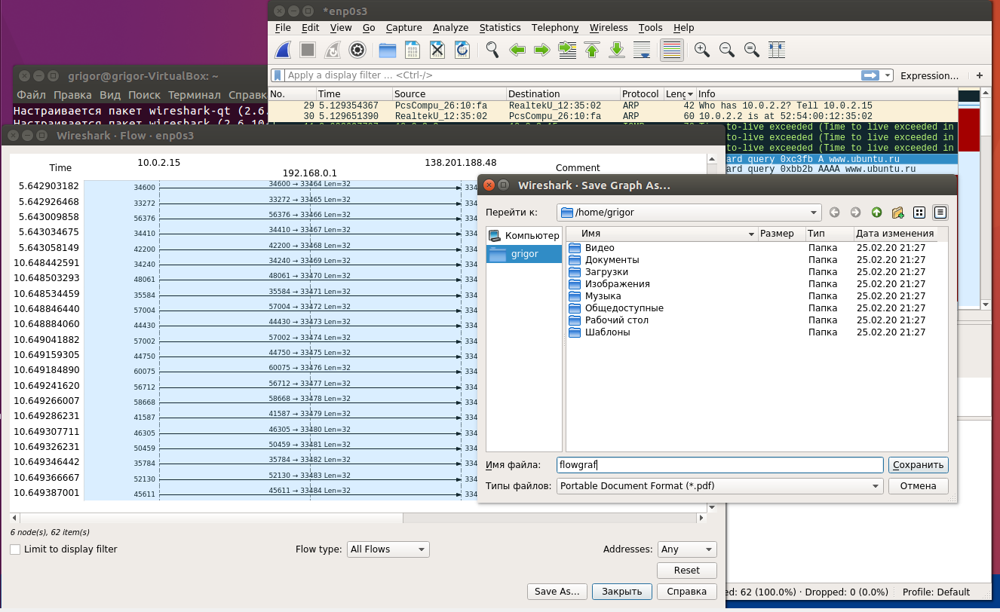 *enp0s3
File Edit View Go Capture Analyze Statistics Telephony Wireless Tools Help
Apply a display filter ... <Ctrl-/>
Expression...
+
No. Time Source Destination Protocol Leng Info
29 5.129354367 PcsCompu_26:10:fa RealtekU_12:35:02 ARP 42 Who has 10.0.2.2? Tell 10.0.2.15
30 5.129651390 RealtekU_12:35:02 PcsCompu_26:10:fa ARP 60 10.0.2.2 is at 52:54:00:12:35:02
to-live exceeded (Time to live exceeded in
to-live exceeded (Time to live exceeded in
to-live exceeded (Time to live exceeded in
ard query 0xc3fb A www.ubuntu.ru
ard query 0xbb2b AAAA www.ubuntu.ru
grigor@grigor-VirtualBox: ~
Файл Правка Вид Поиск Терминал Справк
Настраивается пакет wireshark-qt (2.6.
Настраивается пакет wireshark (2.6.10
Wireshark · Flow · enp0s3
Time 10.0.2.15 192.168.0.1 138.201.188.48 Comment
5.642903182 34600 34600 → 33464 Len=32 334
5.642926468 33272 33272 → 33465 Len=32 334
5.643009858 56376 56376 → 33466 Len=32 334
5.643034675 34410 34410 → 33467 Len=32 334
5.643058149 42200 42200 → 33468 Len=32 334
10.648442591 34240 34240 → 33469 Len=32 334
10.648503293 48061 48061 → 33470 Len=32 334
10.648534459 35584 35584 → 33471 Len=32 334
10.648846440 57004 57004 → 33472 Len=32 334
10.648884060 44430 44430 → 33473 Len=32 334
10.649041882 57002 57002 → 33474 Len=32 334
10.649159305 44750 44750 → 33475 Len=32 334
10.649184890 60075 60075 → 33476 Len=32 334
10.649241620 56712 56712 → 33477 Len=32 334
10.649266007 58668 58668 → 33478 Len=32 334
10.649286231 41587 41587 → 33479 Len=32 334
10.649307711 46305 46305 → 33480 Len=32 334
10.649326231 50459 50459 → 33481 Len=32 334
10.649346442 35784 35784 → 33482 Len=32 334
10.649366667 52130 52130 → 33483 Len=32 334
10.649387001 45611 45611 → 33484 Len=32 334
6 node(s), 62 item(s)
Limit to display filter
Flow type: All Flows
Addresses: Any
Reset
Save As...
Закрыть
Справка
Wireshark · Save Graph As...
Перейти к: /home/grigor
Компьютер
grigor
Имя Размер Тип Дата изменения
Видео Папка 25.02.20 21:27
Документы Папка 25.02.20 21:27
Загрузки Папка 25.02.20 21:27
Изображения Папка 25.02.20 21:27
Музыка Папка 25.02.20 21:27
Общедоступные Папка 25.02.20 21:27
Рабочий стол Папка 25.02.20 21:27
Шаблоны Папка 25.02.20 21:27
Имя файла: flowgraf
Сохранить
Типы файлов: Portable Document Format (*.pdf)
Отмена
ed: 62 (100.0%) · Dropped: 0 (0.0%)
Profile: Default